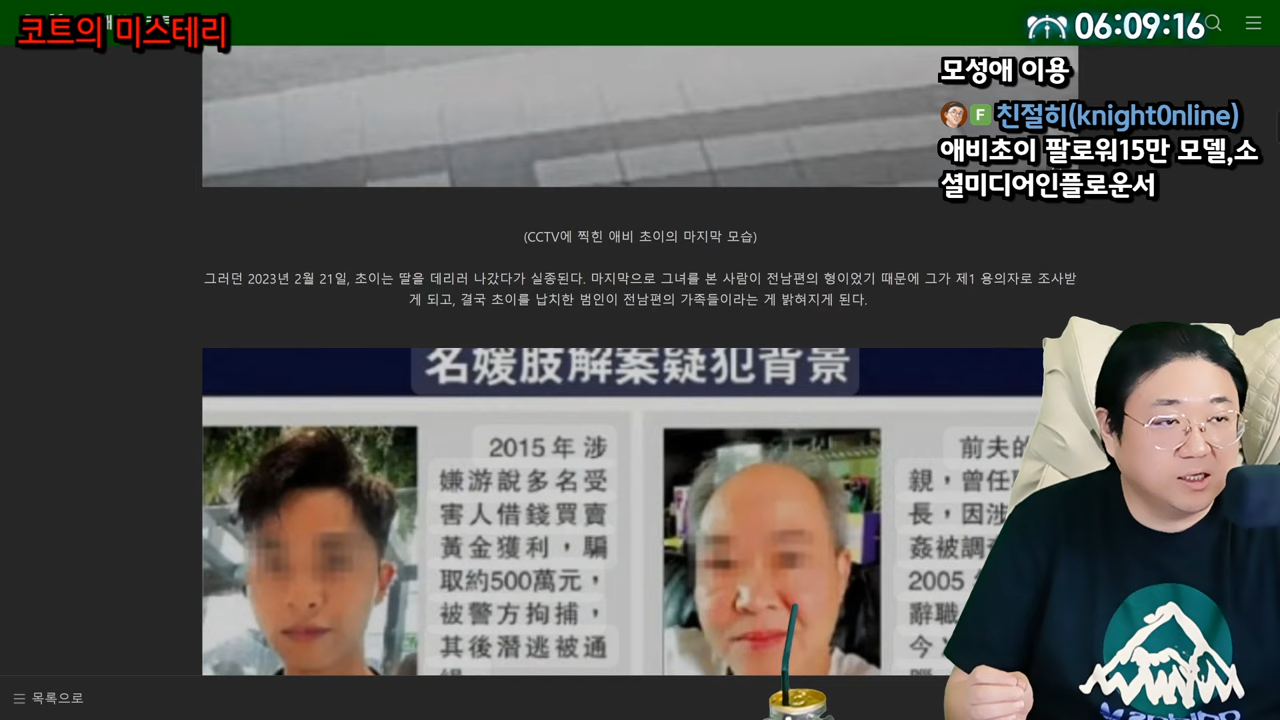 코트의 미스테리
06:09:16
모성애 이용
F 친절히(knight0nline)
애비초이 팔로워15만 모델,소
셜미디어인플로운서
(CCTV에 찍힌 애비 초이의 마지막 모습)
그러던 2023년 2월 21일, 초이는 딸을 데리러 나갔다가 실종된다. 마지막으로 그녀를 본 사람이 전남편의 형이었기 때문에 그가 제1 용의자로 조사받
게 되고, 결국 초이를 납치한 범인이 전남편의 가족들이라는 게 밝혀지게 된다.
名媛肢解案疑犯背景
2015年涉
嫌游說多名受
害人借錢買賣
黃金獲利，騙
取約500萬元，
被警方拘捕，
其後潛逃被通
前夫的
親，曾任
長，因涉
姦被調
2005
辭職
今
목록으로